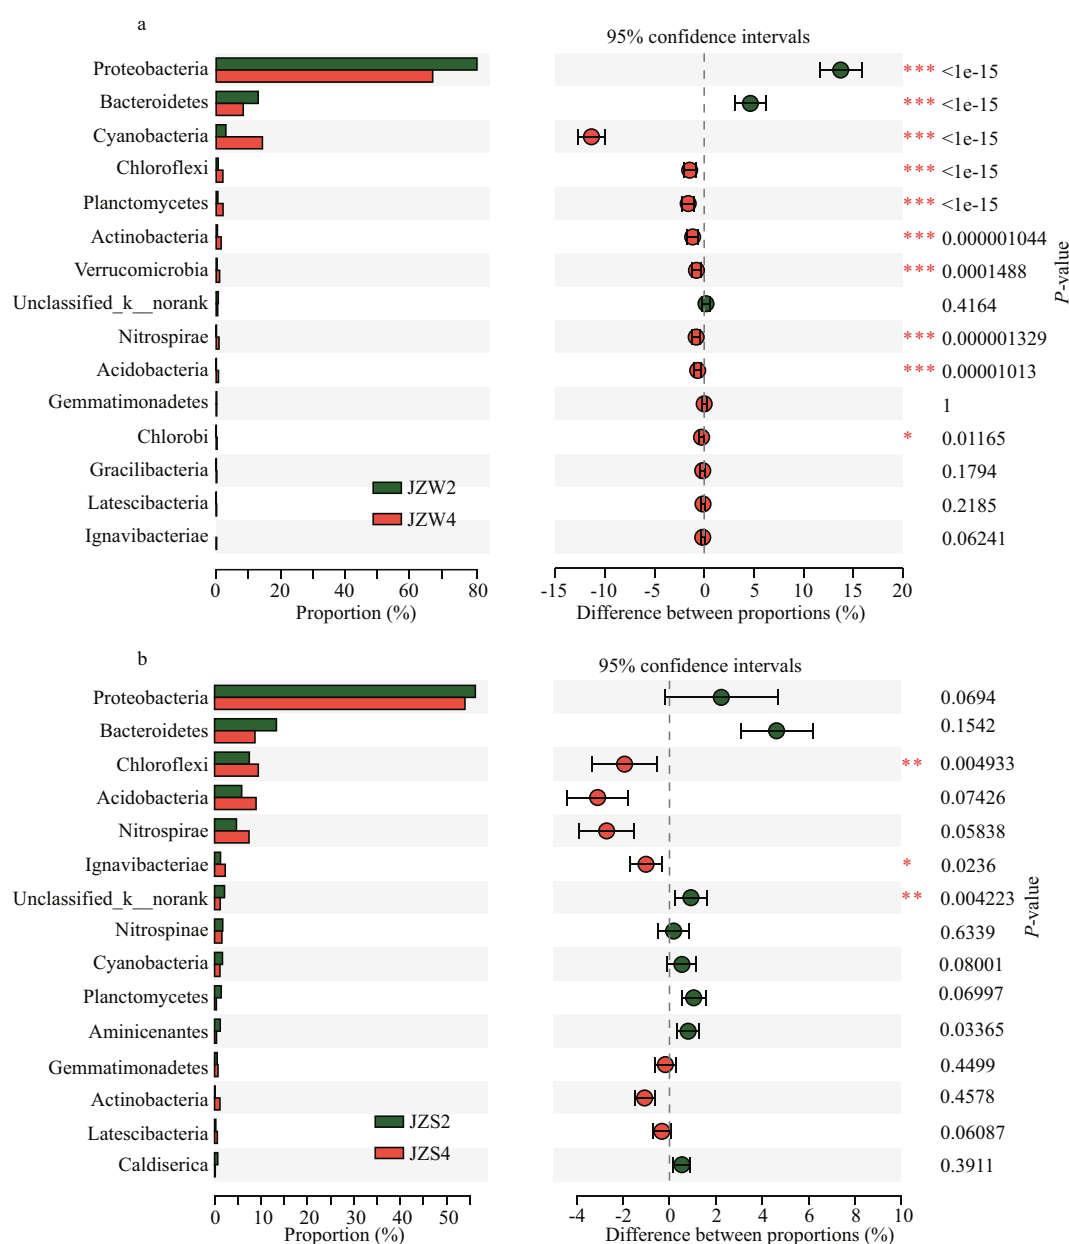 a
95% confidence intervals
Proteobacteria *** <1e-15
Bacteroidetes *** <1e-15
Cyanobacteria *** <1e-15
Chloroflexi *** <1e-15
Planctomycetes *** <1e-15
Actinobacteria *** 0.000001044
Verrucomicrobia *** 0.0001488
Unclassified_k__norank 0.4164
Nitrospirae *** 0.000001329
Acidobacteria *** 0.00001013
Gemmatimonadetes 1
Chlorobi * 0.01165
Gracilibacteria 0.1794
Latescibacteria 0.2185
Ignavibacteriae 0.06241
P-value
JZW2
JZW4
0 20 40 60 80
Proportion (%)
-15 -10 -5 0 5 10 15 20
Difference between proportions (%)
b
95% confidence intervals
Proteobacteria 0.0694
Bacteroidetes 0.1542
Chloroflexi ** 0.004933
Acidobacteria 0.07426
Nitrospirae 0.05838
Ignavibacteriae * 0.0236
Unclassified_k__norank ** 0.004223
Nitrospinae 0.6339
Cyanobacteria 0.08001
Planctomycetes 0.06997
Aminicenantes 0.03365
Gemmatimonadetes 0.4499
Actinobacteria 0.4578
Latescibacteria 0.06087
Caldiserica 0.3911
P-value
JZS2
JZS4
0 10 20 30 40 50
Proportion (%)
-4 -2 0 2 4 6 8 10
Difference between proportions (%)